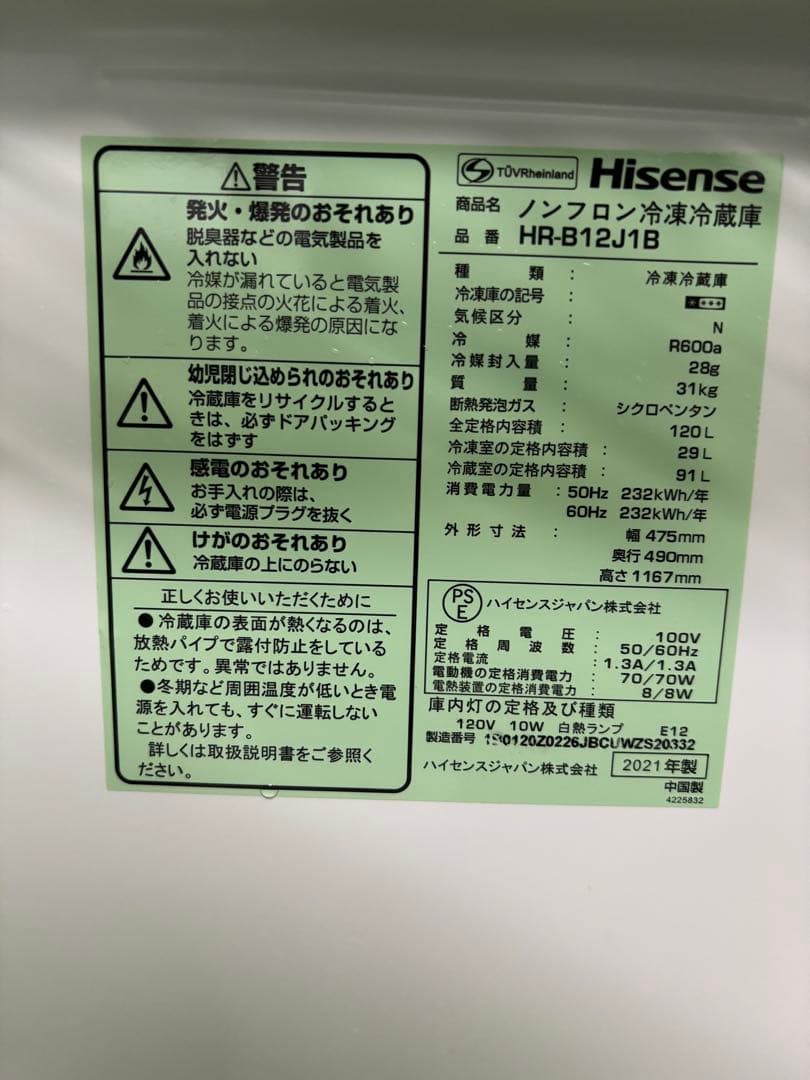 ⚠警告
発火・爆発のおそれあり
脱臭器などの電気製品を
入れない
冷媒が漏れていると電気製
品の接点の火花による着火、
着火による爆発の原因にな
ります。
幼児閉じ込められのおそれあり
冷蔵庫をリサイクルすると
きは、必ずドアパッキング
をはずす
感電のおそれあり
お手入れの際は、
必ず電源プラグを抜く
けがのおそれあり
冷蔵庫の上にのらない
正しくお使いいただくために
●冷蔵庫の表面が熱くなるのは、
放熱パイプで露付防止をしている
ためです。異常ではありません。
●冬期など周囲温度が低いとき電
源を入れても、すぐに運転しない
ことがあります。
詳しくは取扱説明書をご参照く
ださい。
TÜVRheinland Hisense
商品名 ノンフロン冷凍冷蔵庫
品番 HR-B12J1B
種類 : 冷凍冷蔵庫
冷凍庫の記号 :
気候区分 : N
冷媒 : R600a
冷媒封入量 : 28g
質量 : 31kg
断熱発泡ガス : シクロペンタン
全定格内容積 : 120L
冷凍室の定格内容積 : 29L
冷蔵室の定格内容積 : 91L
消費電力量 : 50Hz 232kWh/年
60Hz 232kWh/年
外形寸法 : 幅 475mm
奥行 490mm
高さ 1167mm
PSE ハイセンスジャパン株式会社
定格電圧 : 100V
定格周波数 : 50/60Hz
定格電流 : 1.3A/1.3A
電動機の定格消費電力 : 70/70W
電熱装置の定格消費電力 : 8/8W
庫内灯の定格及び種類
120V 10W 白熱ランプ E12
製造番号
ハイセンスジャパン株式会社 2021年製
中国製
4225832